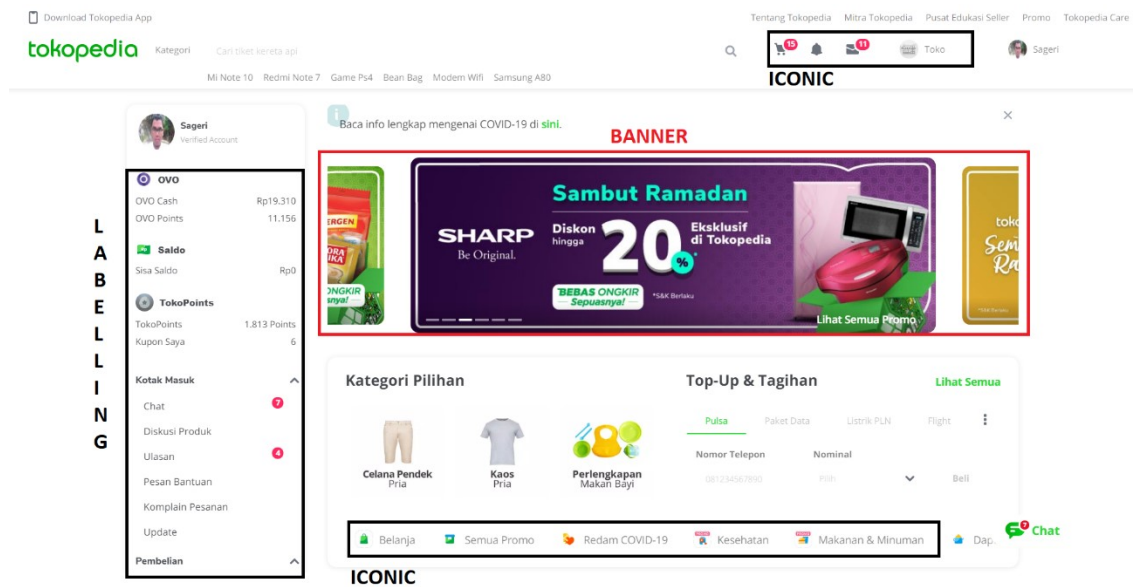 Download Tokopedia App
Tentang Tokopedia Mitra Tokopedia Pusat Edukasi Seller Promo Tokopedia Care
tokopedia Kategori Cari tiket kereta api 15 11 Toko Sageri
Mi Note 10 Redmi Note 7 Game Ps4 Bean Bag Modem Wifi Samsung A80
ICONIC
Sageri
Verified Account
Baca info lengkap mengenai COVID-19 di sini.
BANNER
LABELLING
OVO
OVO Cash Rp19.310
OVO Points 11.156
Saldo
Sisa Saldo Rp0
TokoPoints
TokoPoints 1.813 Points
Kupon Saya 6
Kotak Masuk
Chat 7
Diskusi Produk
Ulasan 4
Pesan Bantuan
Komplain Pesanan
Update
Pembelian
ONGKIR
SHARP
Be Original.
Sambut Ramadan
Diskon hingga 20% Eksklusif di Tokopedia
BEBAS ONGKIR
Sepuasnya!
*S&K Berlaku
Lihat Semua Promo
Kategori Pilihan
Celana Pendek
Pria
Kaos
Pria
Perlengkapan
Makan Bayi
Top-Up & Tagihan Lihat Semua
Pulsa Paket Data Listrik PLN Flight
Nomor Telepon Nominal
081234567890 Pilih Beli
Belanja Semua Promo Redam COVID-19 Kesehatan Makanan & Minuman Dap
7 Chat
ICONIC